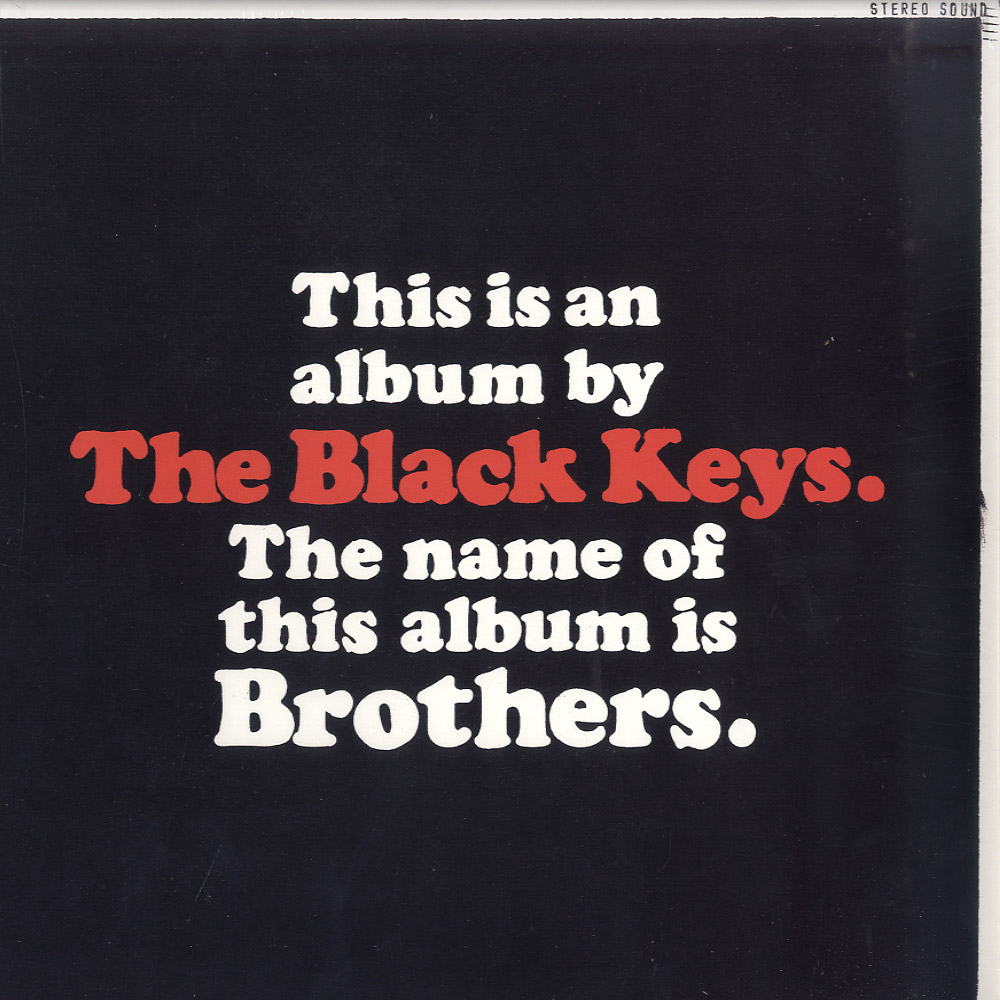 STEREO SOUND
This is an
album by
The Black Keys.
The name of
this album is
Brothers.